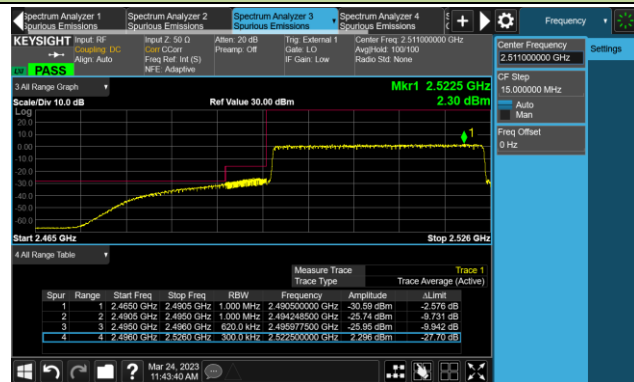 Spectrum Analyzer 1
Spurious Emissions
Spectrum Analyzer 2
Spurious Emissions
Spectrum Analyzer 3
Spurious Emissions
Spectrum Analyzer 4
Spurious Emissions
Frequency
KEYSIGHT
Input: RF
Coupling: DC
Align: Auto
Input Z: 50 Ω
Corr CCorr
Freq Ref: Int (S)
NFE: Adaptive
Atten: 20 dB
Preamp: Off
Trig: External 1
Gate: LO
IF Gain: Low
Center Freq: 2.511000000 GHz
Avg|Hold: 100/100
Radio Std: None
PASS
Center Frequency
2.511000000 GHz
Settings
CF Step
15.000000 MHz
Auto
Man
Freq Offset
0 Hz
3 All Range Graph
Mkr1 2.5225 GHz
Scale/Div 10.0 dB
Ref Value 30.00 dBm
2.30 dBm
Log
20.0
10.0
0.00
-10.0
-20.0
-30.0
-40.0
-50.0
-60.0
1
Start 2.465 GHz
Stop 2.526 GHz
4 All Range Table
Measure Trace Trace 1
Trace Type Trace Average (Active)
Spur Range Start Freq Stop Freq RBW Frequency Amplitude ΔLimit
1 1 2.4650 GHz 2.4905 GHz 1.000 MHz 2.490500000 GHz -30.59 dBm -2.576 dB
2 2 2.4905 GHz 2.4950 GHz 1.000 MHz 2.494248500 GHz -25.74 dBm -9.731 dB
3 3 2.4950 GHz 2.4960 GHz 620.0 kHz 2.495977500 GHz -25.95 dBm -9.942 dB
4 4 2.4960 GHz 2.5260 GHz 300.0 kHz 2.522500000 GHz 2.296 dBm -27.70 dB
Mar 24, 2023
11:43:40 AM